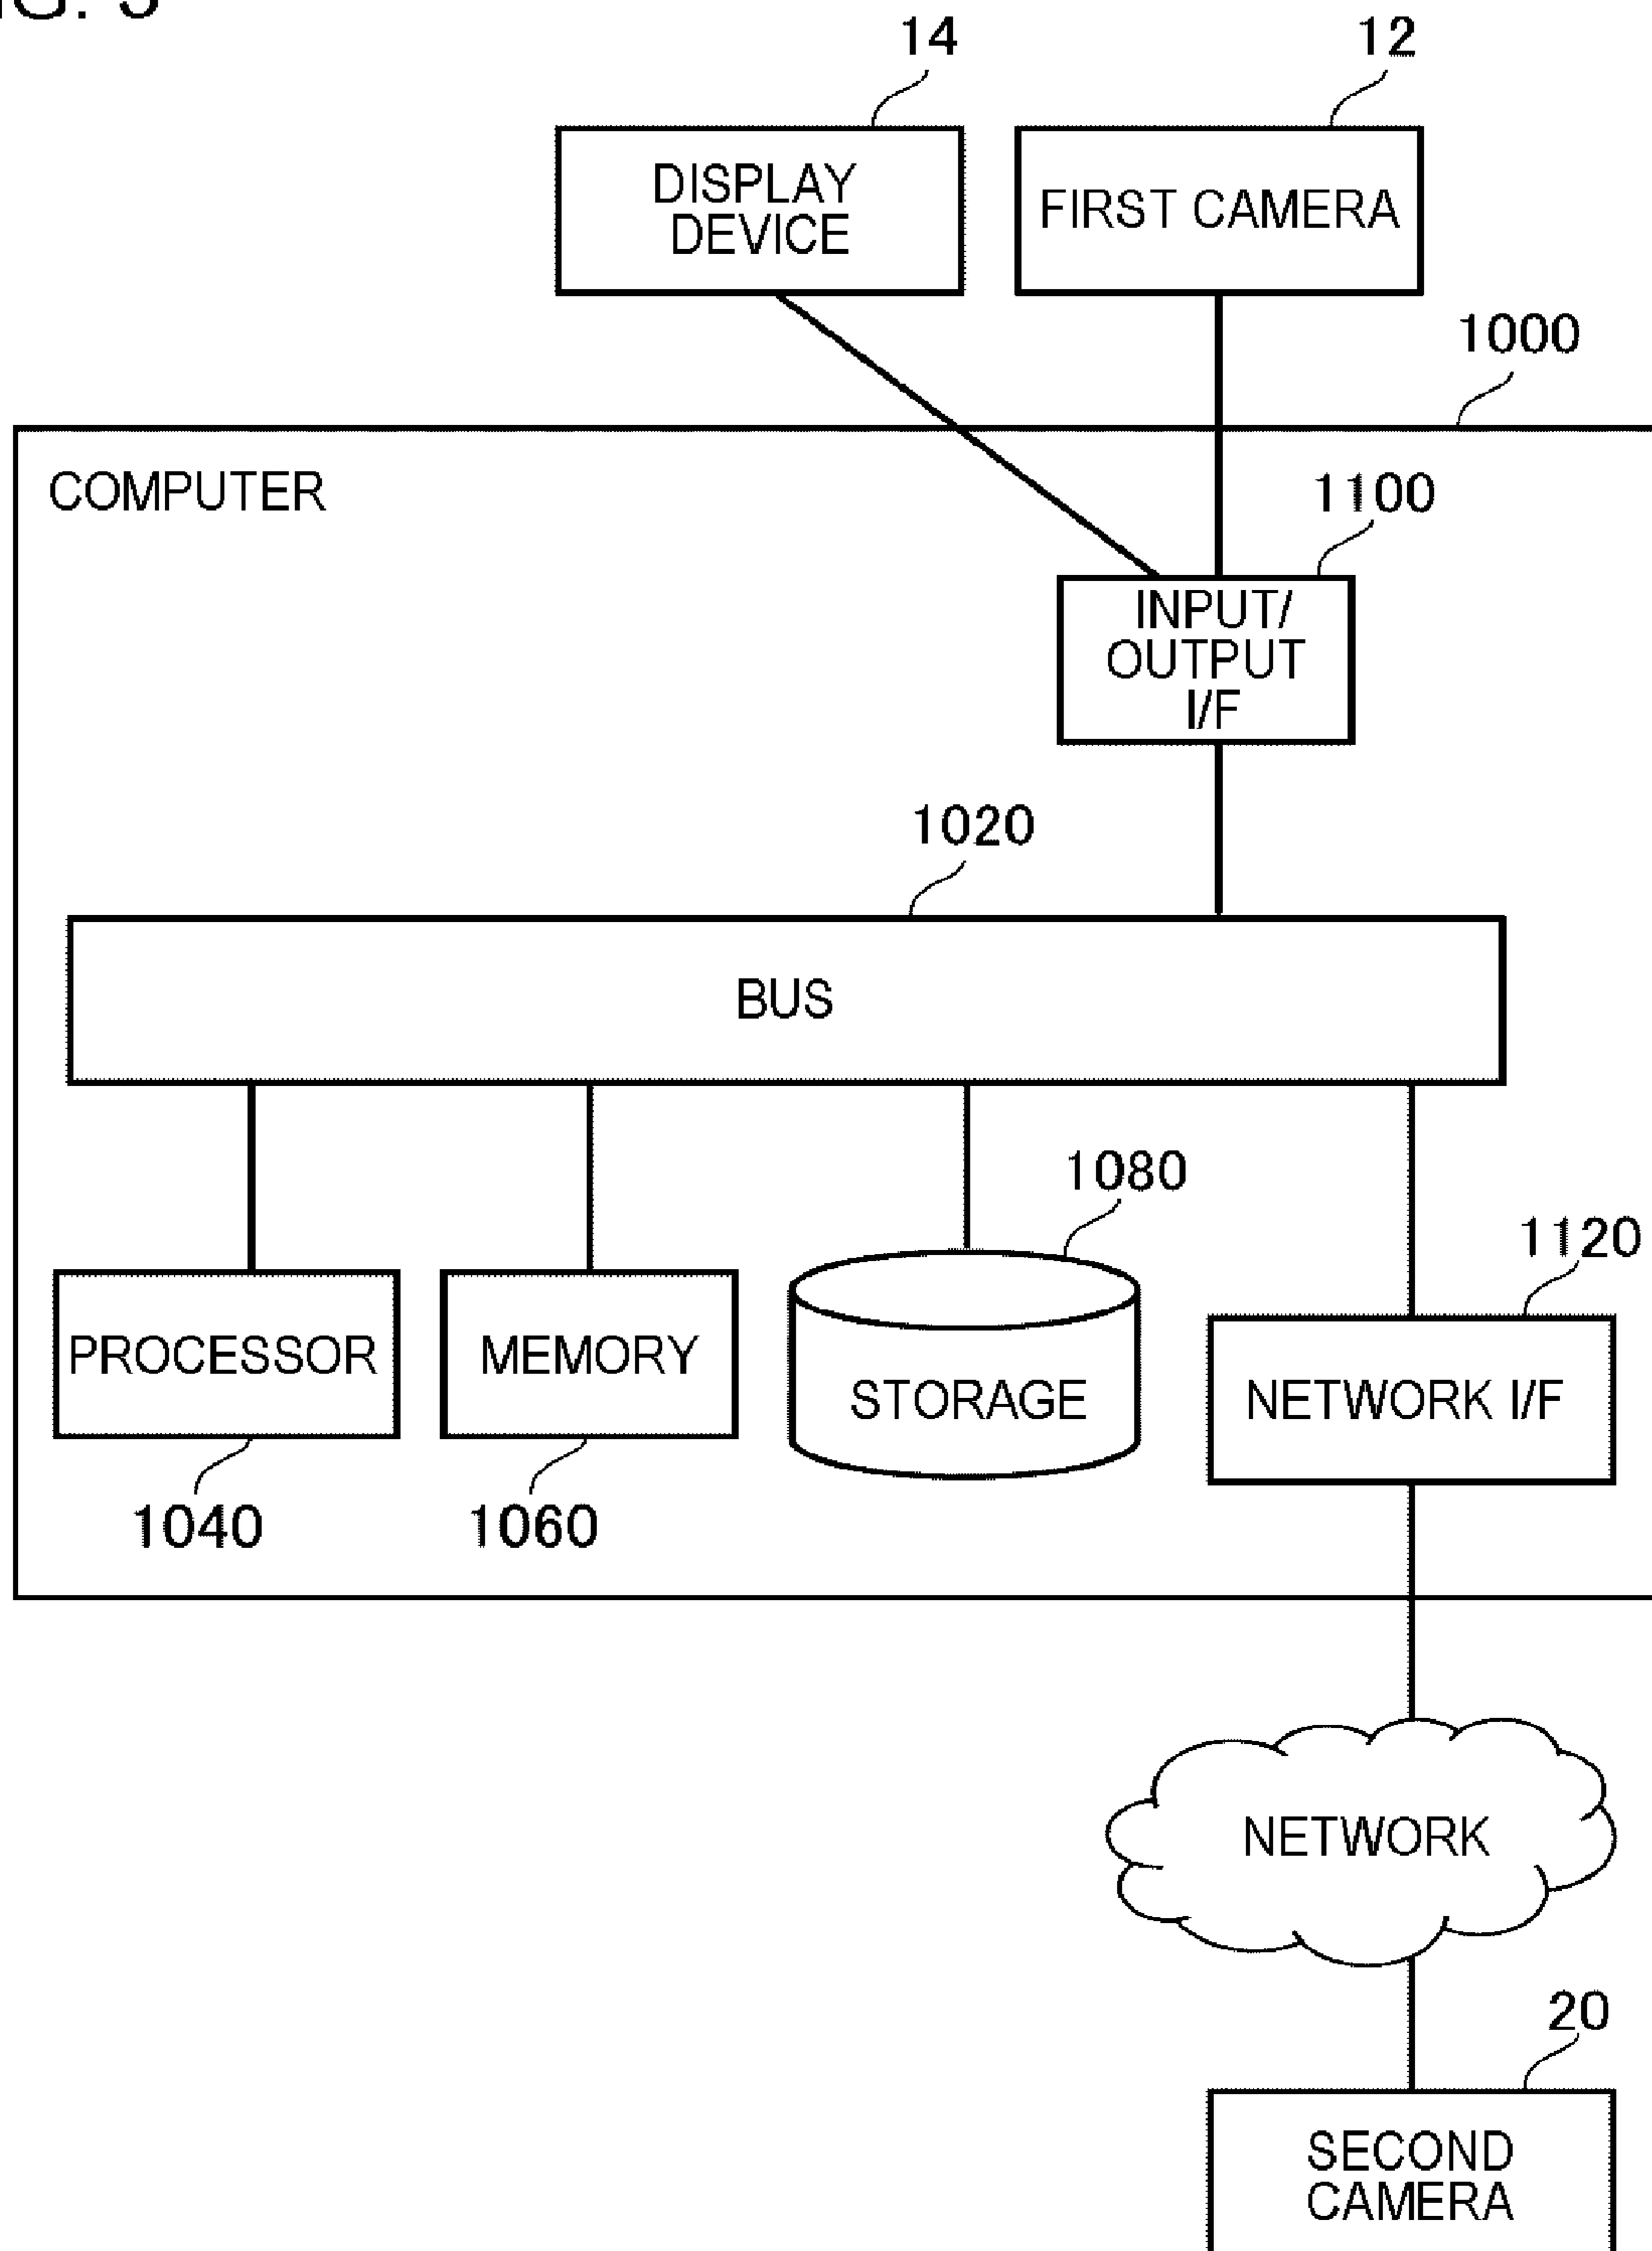 14
12
DISPLAY
DEVICE
FIRST CAMERA
1000
COMPUTER
1100
INPUT/
OUTPUT
I/F
1020
BUS
1080
1120
PROCESSOR
MEMORY
STORAGE
NETWORK I/F
1040
1060
NETWORK
20
SECOND
CAMERA